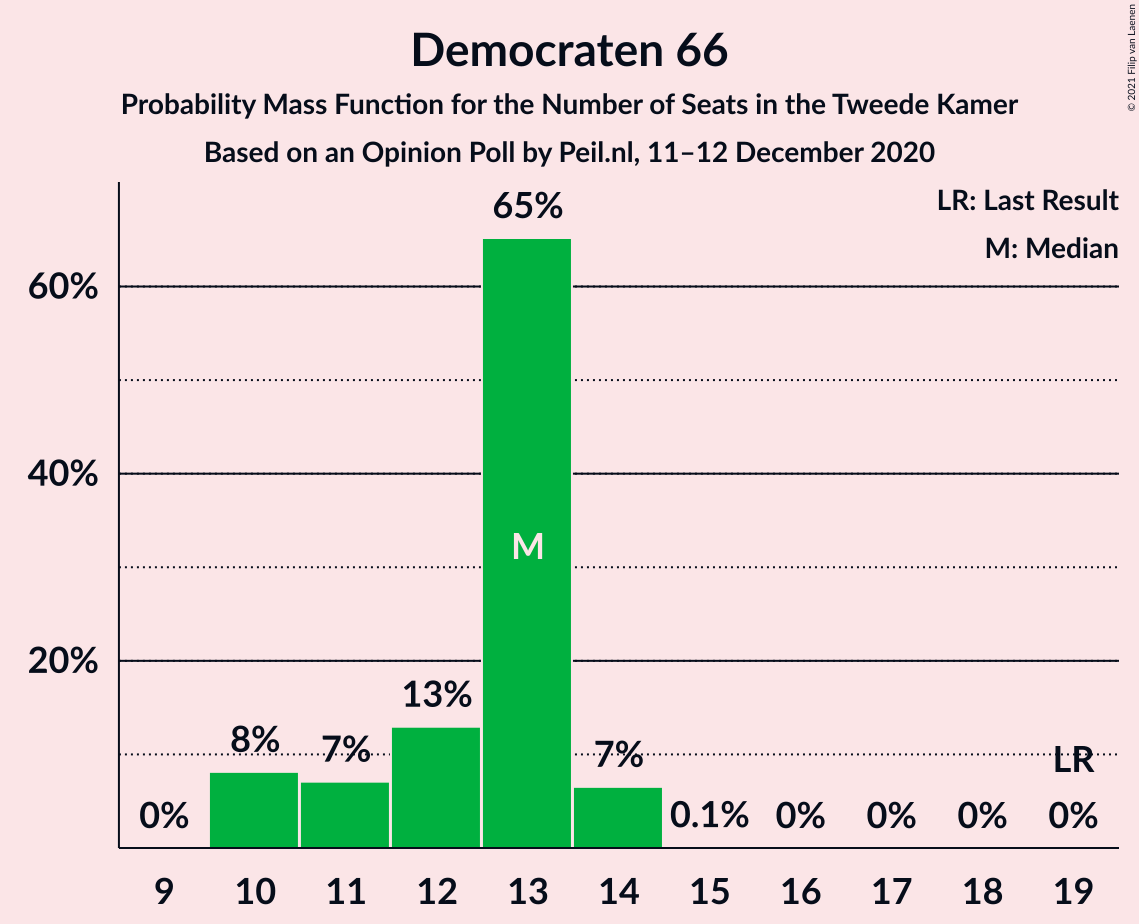 Democraten 66
Probability Mass Function for the Number of Seats in the Tweede Kamer
Based on an Opinion Poll by Peil.nl, 11–12 December 2020
© 2021 Filip van Laenen
LR: Last Result
M: Median
60%
40%
20%
0%
8%
7%
13%
65%
M
7%
0.1%
0%
0%
0%
LR
0%
9 10 11 12 13 14 15 16 17 18 19